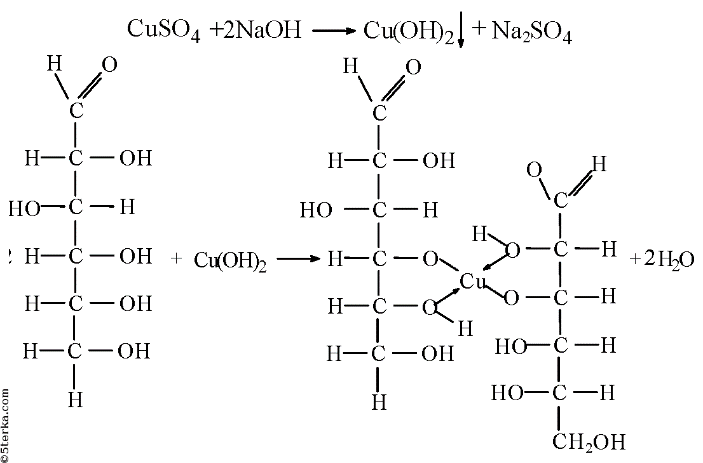 CuSO4 +2NaOH → Cu(OH)2↓ + Na2SO4
H O
C
H—C—OH
HO—C—H
2 H—C—OH
H—C—OH
H—C—OH
H
+ Cu(OH)2 →
H O
C
H—C—OH
HO—C—H
H—C—O
H—C—O
H
H—C—OH
H
Cu
O H
C
H
O—C—H
O—C—H
HO—C—H
HO—C—H
CH2OH
+2H2O
©5terka.com